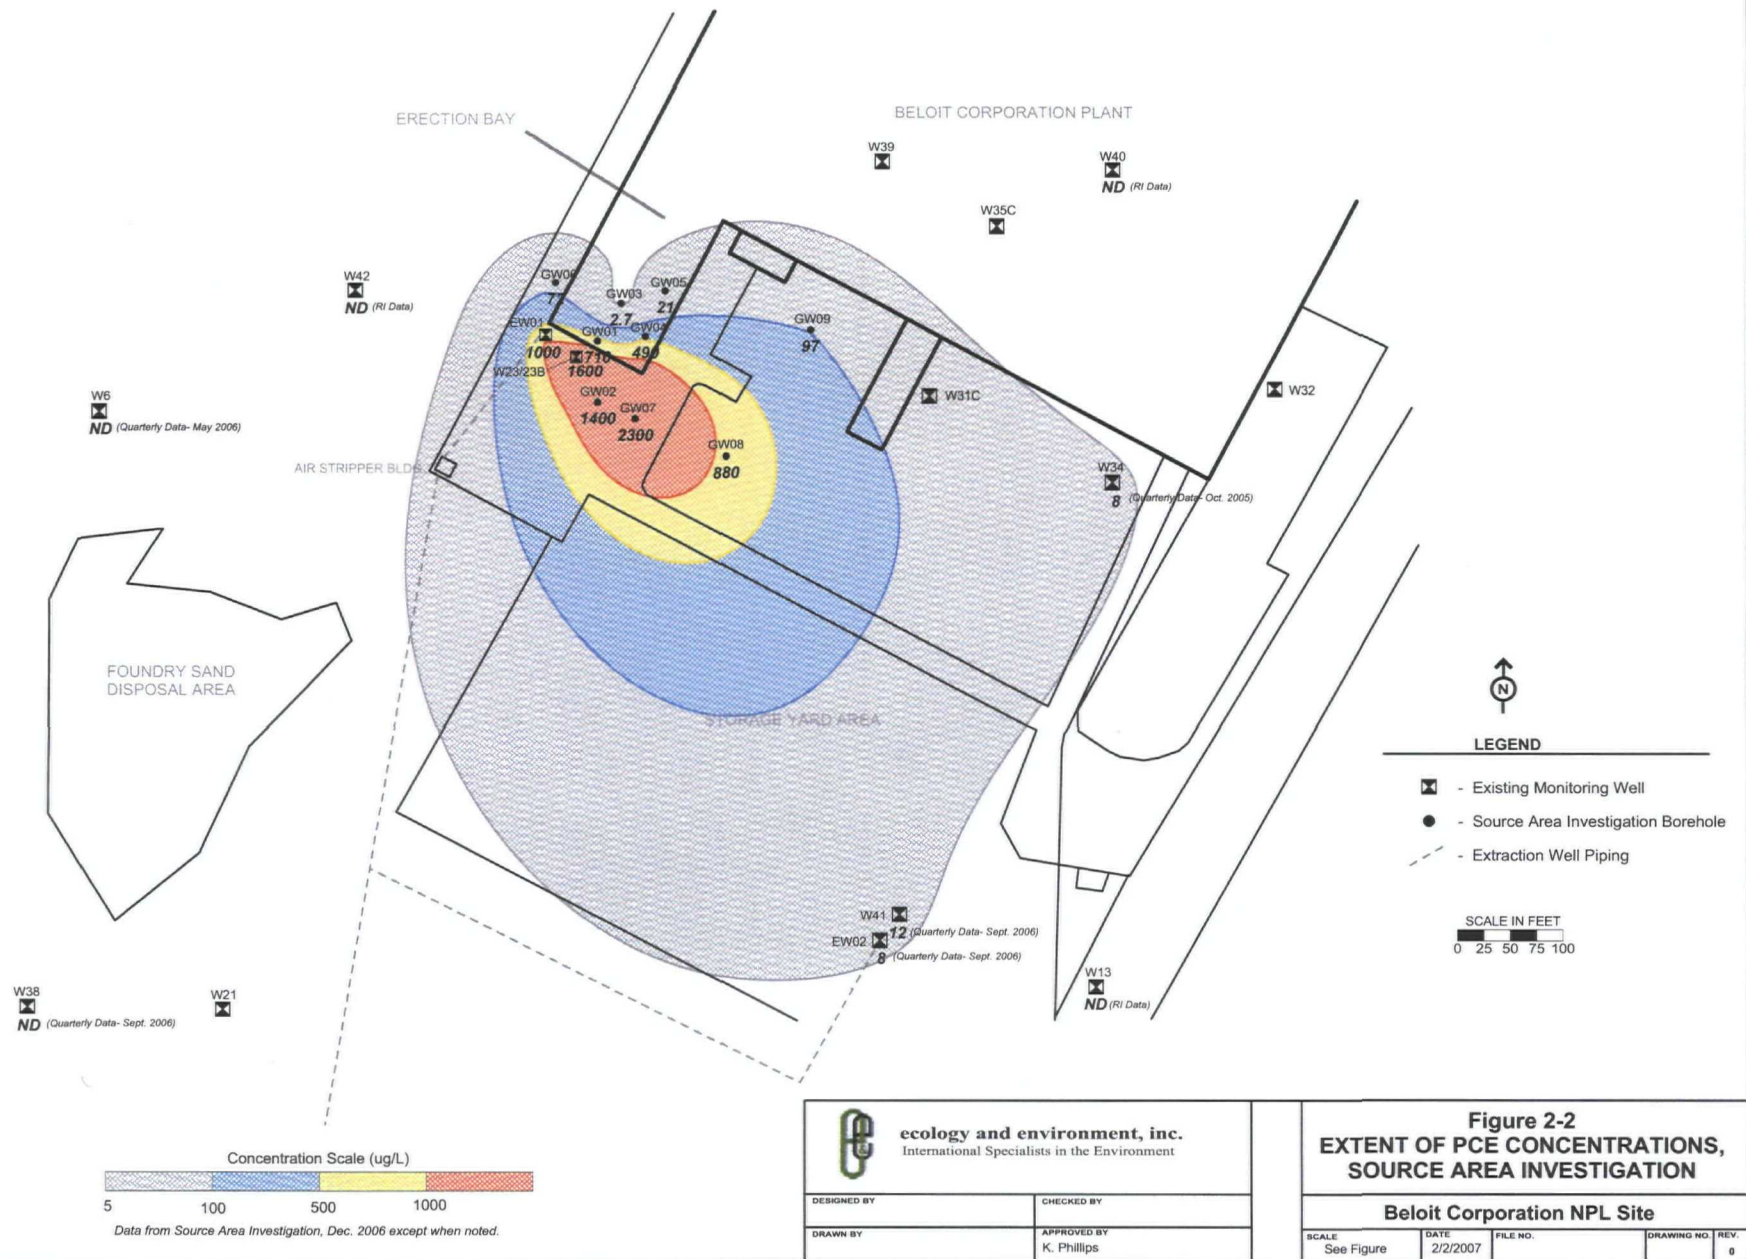 ERECTION BAY
BELOIT CORPORATION PLANT
W39
W40
ND (RI Data)
W35C
W42
ND (RI Data)
GW06
GW03
2.7
GW05
21
GW09
97
EW01
1000
GW01
710
GW04
490
W23/23B
1600
GW02
1400
GW07
2300
GW08
880
W31C
W32
W6
ND (Quarterly Data- May 2006)
AIR STRIPPER BLDG.
W34
8 (Quarterly Data- Oct. 2005)
FOUNDRY SAND
DISPOSAL AREA
STORAGE YARD AREA
N
LEGEND
- Existing Monitoring Well
- Source Area Investigation Borehole
- Extraction Well Piping
SCALE IN FEET
0 25 50 75 100
W41
12 (Quarterly Data- Sept. 2006)
EW02
8 (Quarterly Data- Sept. 2006)
W13
ND (RI Data)
W38
ND (Quarterly Data- Sept. 2006)
W21
Concentration Scale (ug/L)
5 100 500 1000
Data from Source Area Investigation, Dec. 2006 except when noted.
ecology and environment, inc.
International Specialists in the Environment
DESIGNED BY
CHECKED BY
DRAWN BY
APPROVED BY
K. Phillips
Figure 2-2
EXTENT OF PCE CONCENTRATIONS,
SOURCE AREA INVESTIGATION
Beloit Corporation NPL Site
SCALE
See Figure
DATE
2/2/2007
FILE NO.
DRAWING NO.
REV.
0